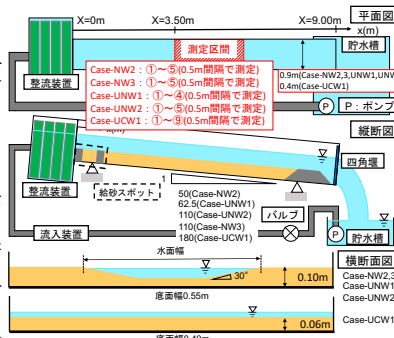 X=0m X=3.50m X=9.00m 平面図
x(m)
貯水槽
測定区間
Case-NW2：①～⑤(0.5m間隔で測定)
Case-NW3：①～⑤(0.5m間隔で測定)
Case-UNW1：①～④(0.5m間隔で測定)
Case-UNW2：①～⑤(0.5m間隔で測定)
Case-UCW1：①～⑨(0.5m間隔で測定)
0.9m(Case-NW2,3,UNW1,UNW
0.4m(Case-UCW1)
整流装置
P P：ポンプ
x(m) 縦断図
四角堰
整流装置
給砂スポット
1
50(Case-NW2)
62.5(Case-UNW1)
110(Case-UNW2)
110(Case-NW3)
180(Case-UCW1)
バルブ
流入装置
P 貯水槽
水面幅 横断面図
30°
0.10m
Case-NW2,3
Case-UNW1
Case-UNW2
底面幅0.55m
0.06m
Case-UCW1
底面幅0.40m